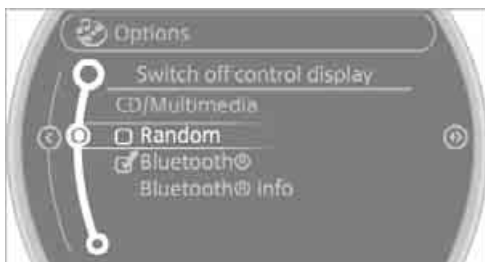 Options
Switch off control display
CD/Multimedia
Random
Bluetooth®
Bluetooth® info